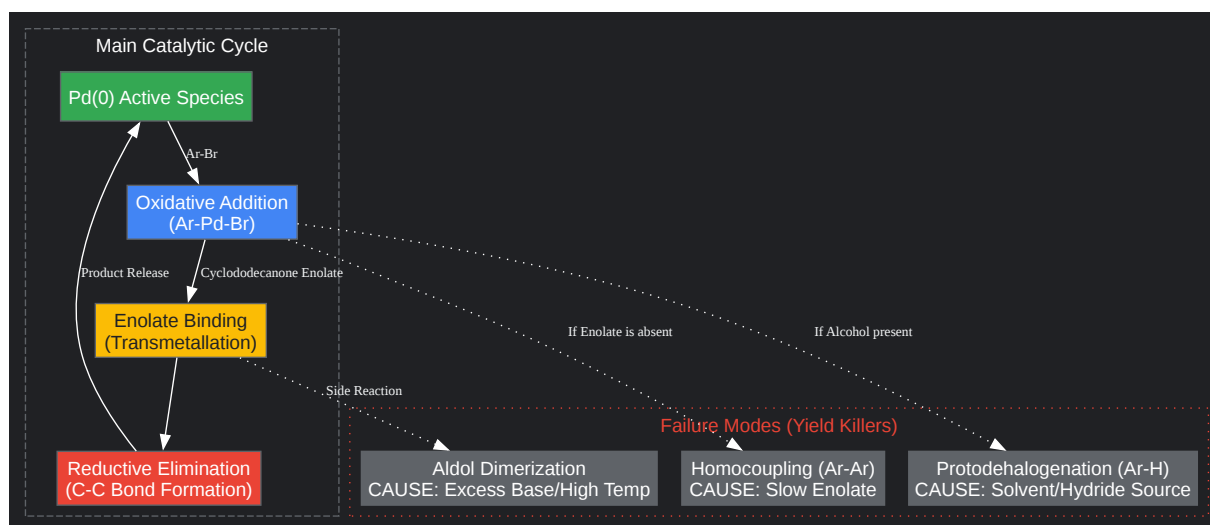 Main Catalytic Cycle
Pd(0) Active Species
Ar-Br
Oxidative Addition
(Ar-Pd-Br)
Product Release
Cyclododecanone Enolate
Enolate Binding
(Transmetallation)
If Enolate is absent
If Alcohol present
Side Reaction
Failure Modes (Yield Killers)
Reductive Elimination
(C-C Bond Formation)
Aldol Dimerization
CAUSE: Excess Base/High Temp
Homocoupling (Ar-Ar)
CAUSE: Slow Enolate
Protodehalogenation (Ar-H)
CAUSE: Solvent/Hydride Source